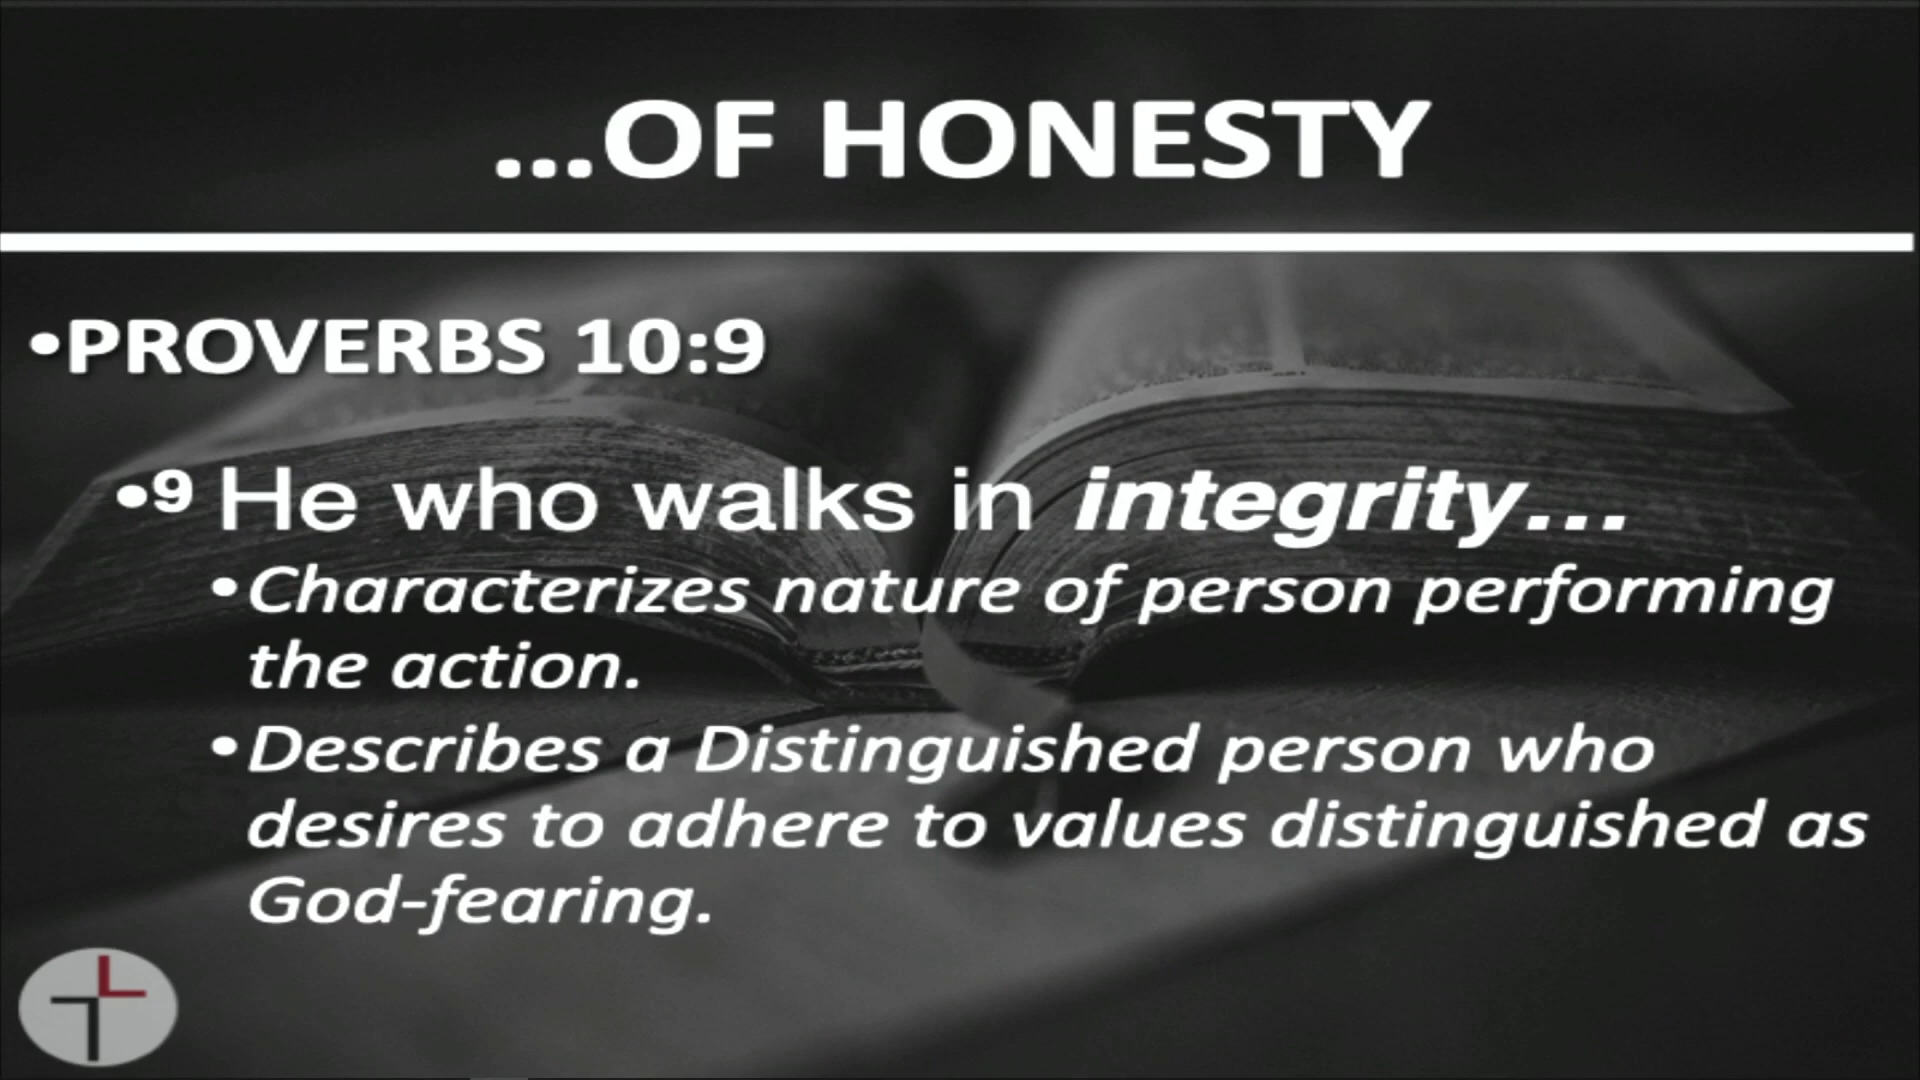 ...OF HONESTY
•PROVERBS 10:9
•9 He who walks in integrity...
•Characterizes nature of person performing
the action.
•Describes a Distinguished person who
desires to adhere to values distinguished as
God-fearing.